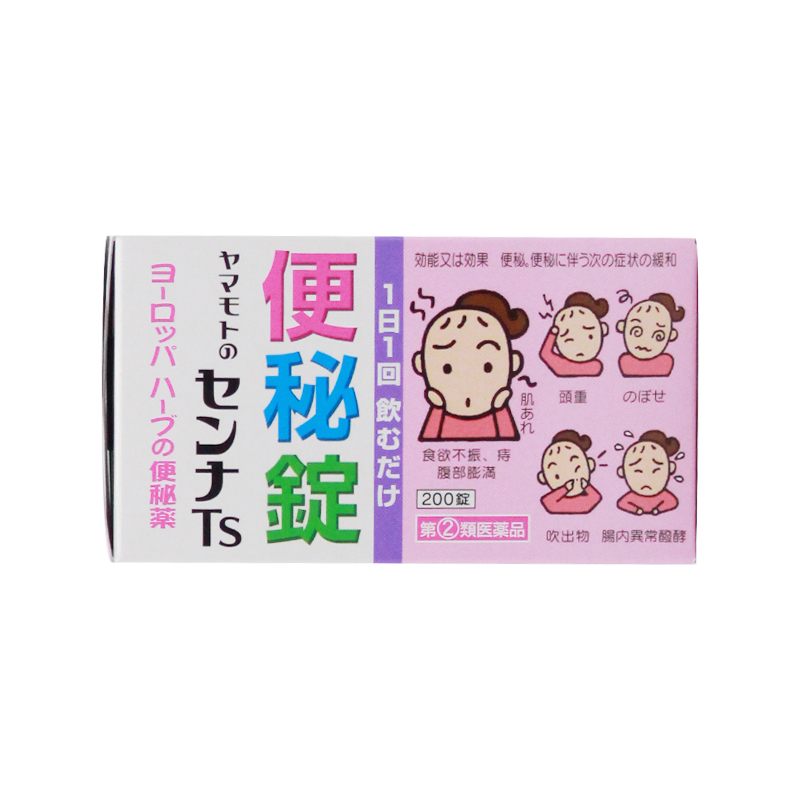 便秘錠
ヤマモトの
センナTs
ヨーロッパ ハーブの便秘薬
1日1回 飲むだけ
効能又は効果 便秘。便秘に伴う次の症状の緩和
肌あれ
頭重
のぼせ
食欲不振、痔
腹部膨満
200錠
指②類医薬品
吹出物
腸内異常醗酵